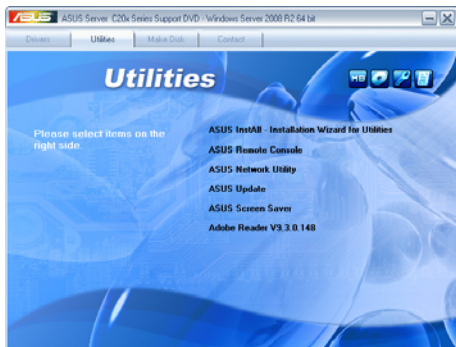 ASUS ASUS Server C20x Series Support DVD - Windows Server 2008 R2 64 bit
Drivers Utilities Make Disk Contact
Utilities
MB
Please select items on the
right side.
ASUS InstAll - Installation Wizard for Utilities
ASUS Remote Console
ASUS Network Utility
ASUS Update
ASUS Screen Saver
Adobe Reader V9.3.0.148